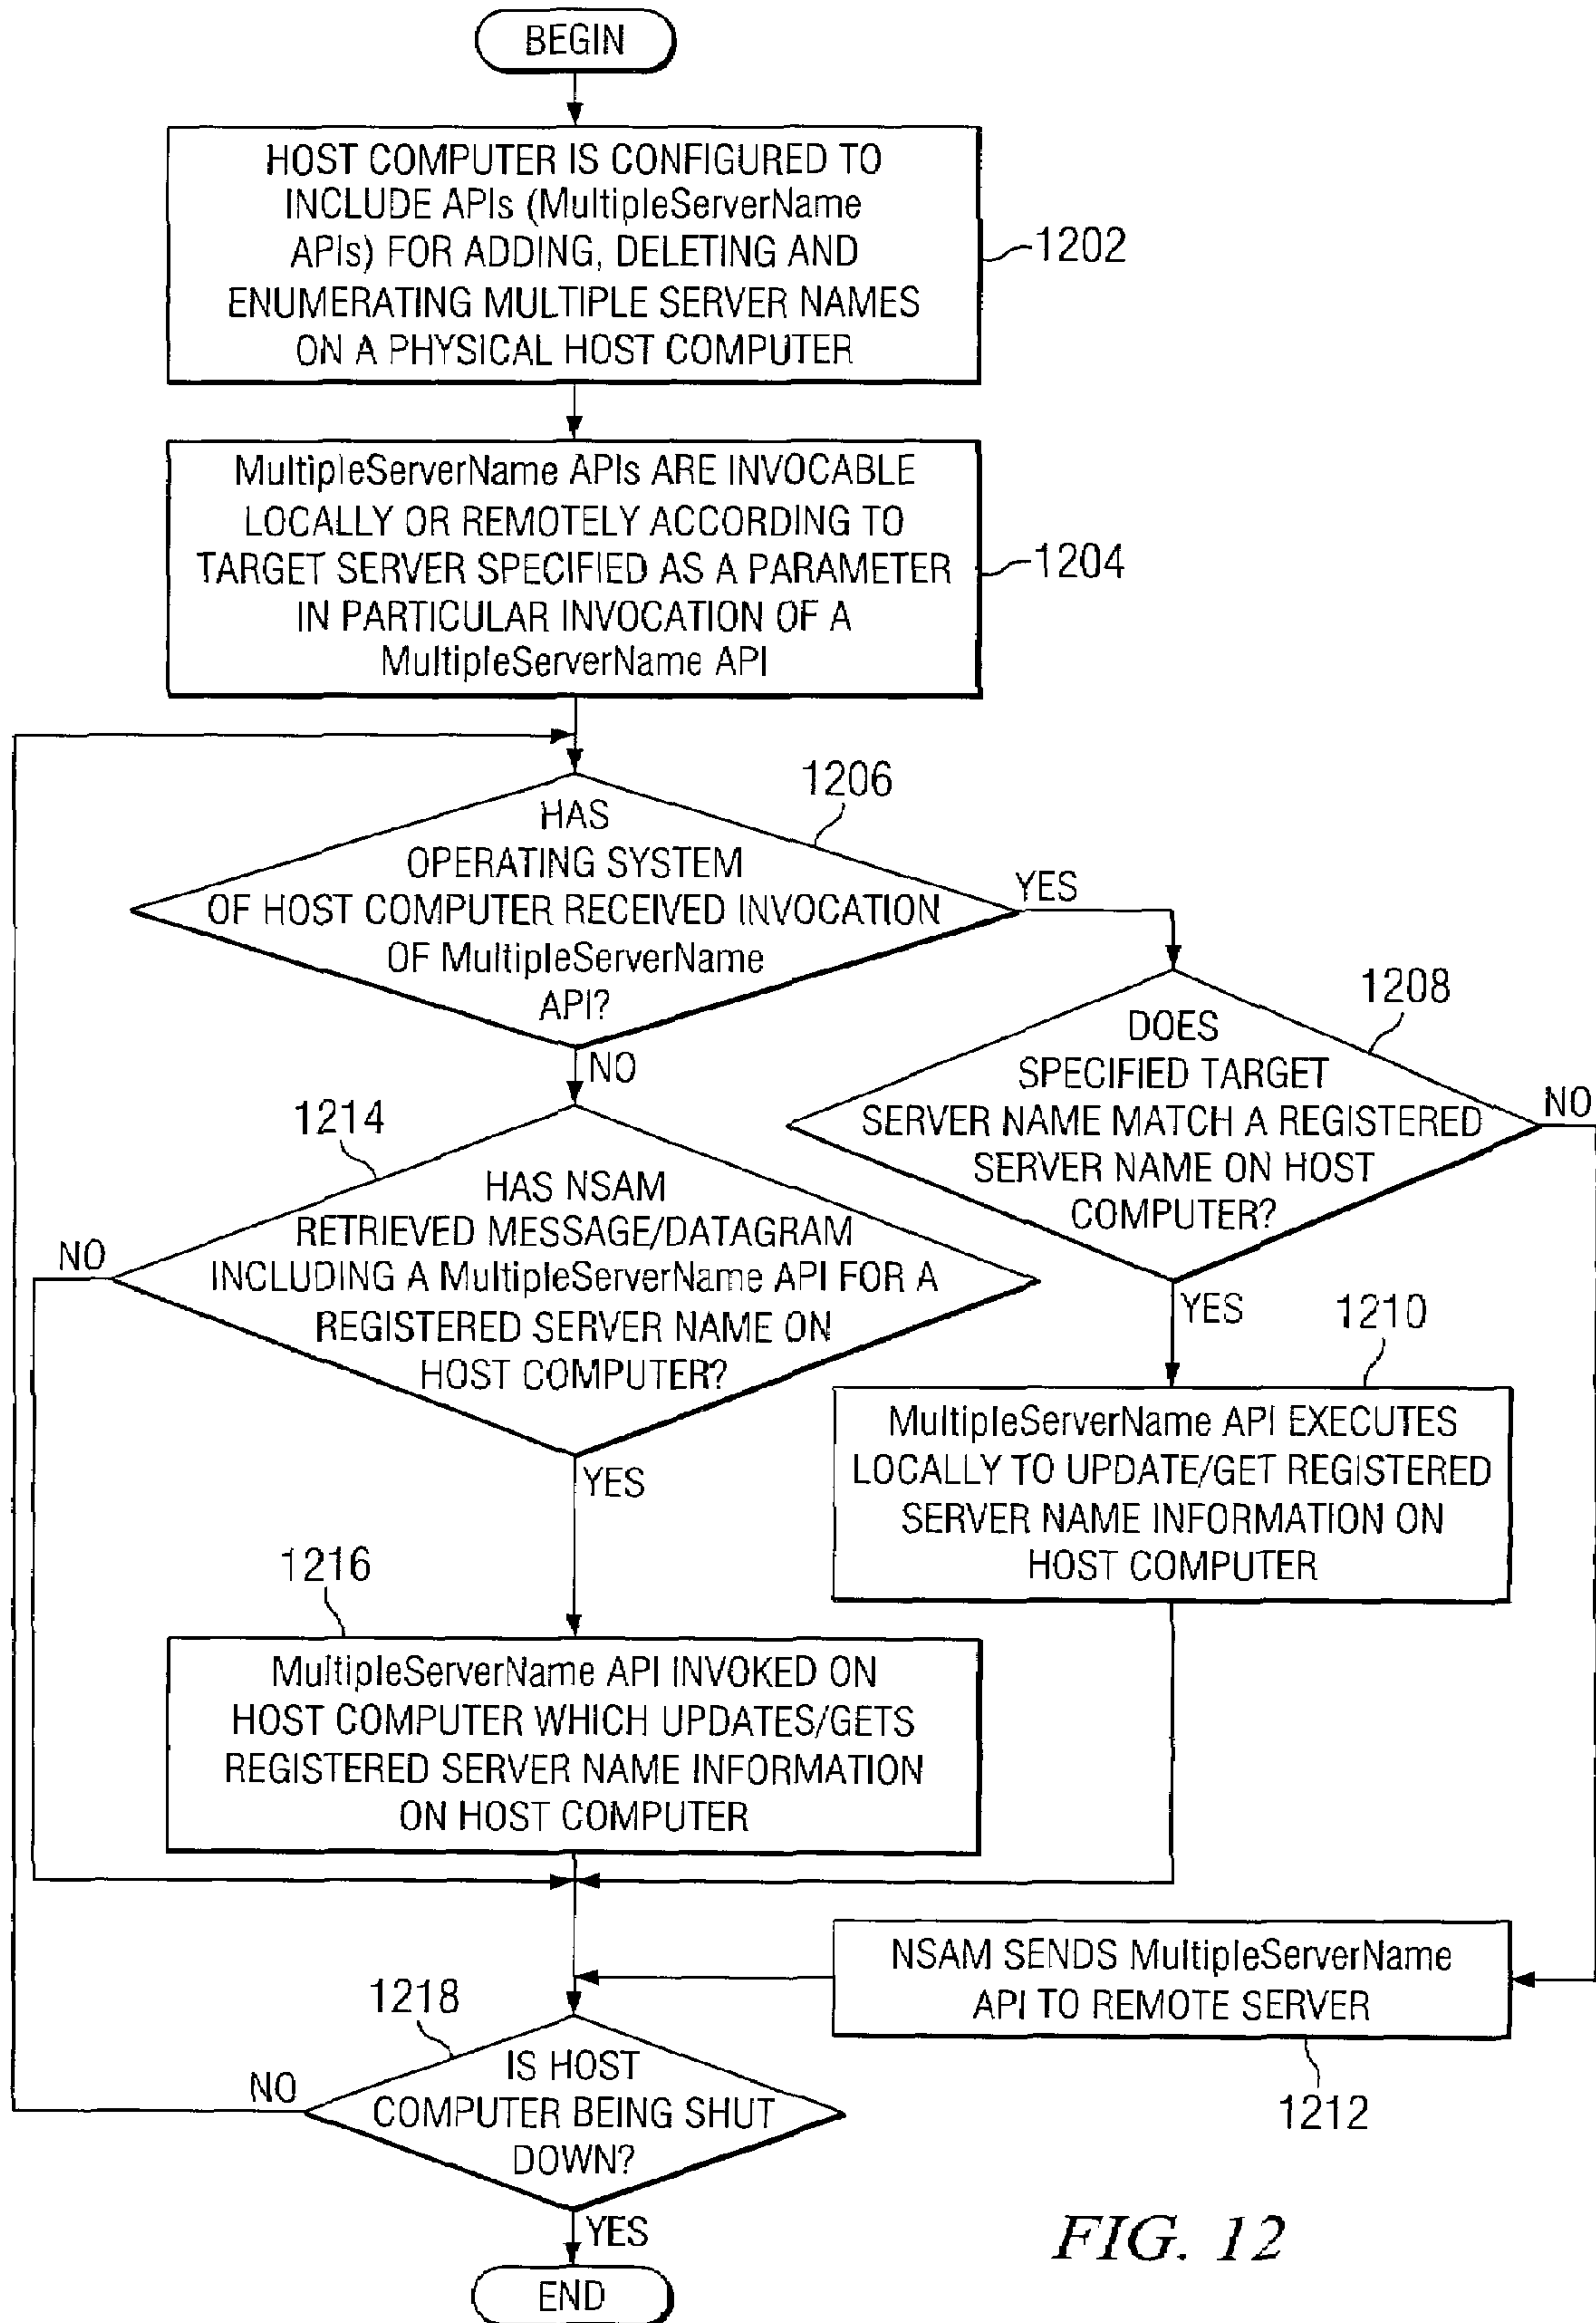 BEGIN
HOST COMPUTER IS CONFIGURED TO
INCLUDE APIs (MultipleServerName
APIs) FOR ADDING, DELETING AND
ENUMERATING MULTIPLE SERVER NAMES
ON A PHYSICAL HOST COMPUTER
1202
MultipleServerName APIs ARE INVOCABLE
LOCALLY OR REMOTELY ACCORDING TO
TARGET SERVER SPECIFIED AS A PARAMETER
IN PARTICULAR INVOCATION OF A
MultipleServerName API
1204
1206
HAS
OPERATING SYSTEM
OF HOST COMPUTER RECEIVED INVOCATION
OF MultipleServerName
API?
YES
NO
1208
DOES
SPECIFIED TARGET
SERVER NAME MATCH A REGISTERED
SERVER NAME ON HOST
COMPUTER?
NO
YES
1214
HAS NSAM
RETRIEVED MESSAGE/DATAGRAM
INCLUDING A MultipleServerName API FOR A
REGISTERED SERVER NAME ON
HOST COMPUTER?
NO
YES
1210
MultipleServerName API EXECUTES
LOCALLY TO UPDATE/GET REGISTERED
SERVER NAME INFORMATION ON
HOST COMPUTER
1216
MultipleServerName API INVOKED ON
HOST COMPUTER WHICH UPDATES/GETS
REGISTERED SERVER NAME INFORMATION
ON HOST COMPUTER
NSAM SENDS MultipleServerName
API TO REMOTE SERVER
1212
1218
IS HOST
COMPUTER BEING SHUT
DOWN?
NO
YES
END
FIG. 12